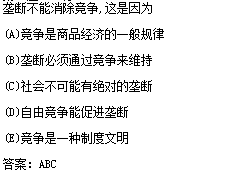 垄断不能消除竞争,这是因为
(A)竞争是商品经济的一般规律
(B)垄断必须通过竞争来维持
(C)社会不可能有绝对的垄断
(D)自由竞争能促进垄断
(E)竞争是一种制度文明
答案：ABC